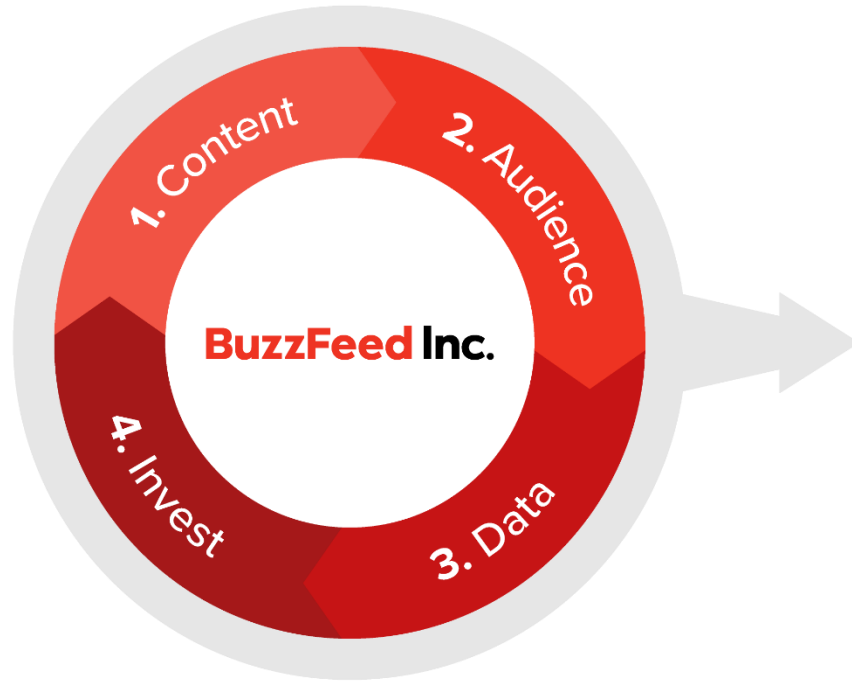 1. Content
2. Audience
3. Data
4. Invest
BuzzFeed Inc.